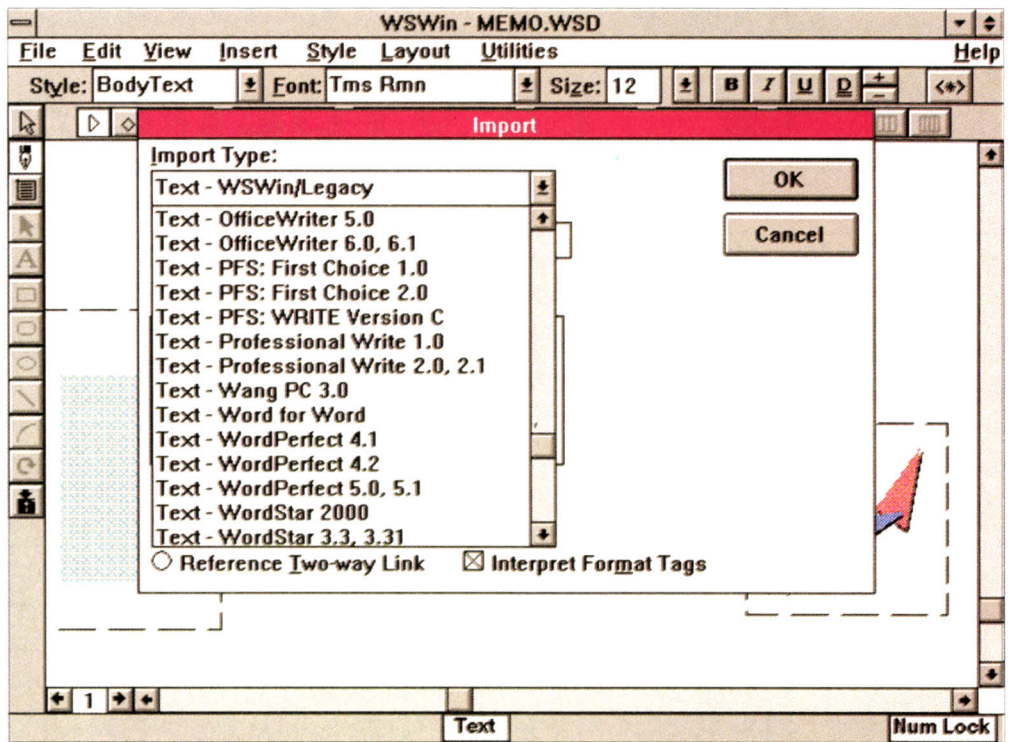 WSWin - MEMO.WSD
File Edit View Insert Style Layout Utilities Help
Style: BodyText Font: Tms Rmn Size: 12 B I U D + - <*>
Import
Import Type:
Text - WSWin/Legacy
OK
Text - OfficeWriter 5.0
Text - OfficeWriter 6.0, 6.1
Cancel
Text - PFS: First Choice 1.0
Text - PFS: First Choice 2.0
Text - PFS: WRITE Version C
Text - Professional Write 1.0
Text - Professional Write 2.0, 2.1
Text - Wang PC 3.0
Text - Word for Word
Text - WordPerfect 4.1
Text - WordPerfect 4.2
Text - WordPerfect 5.0, 5.1
Text - WordStar 2000
Text - WordStar 3.3, 3.31
Reference Two-way Link Interpret Format Tags
A
1
Text Num Lock